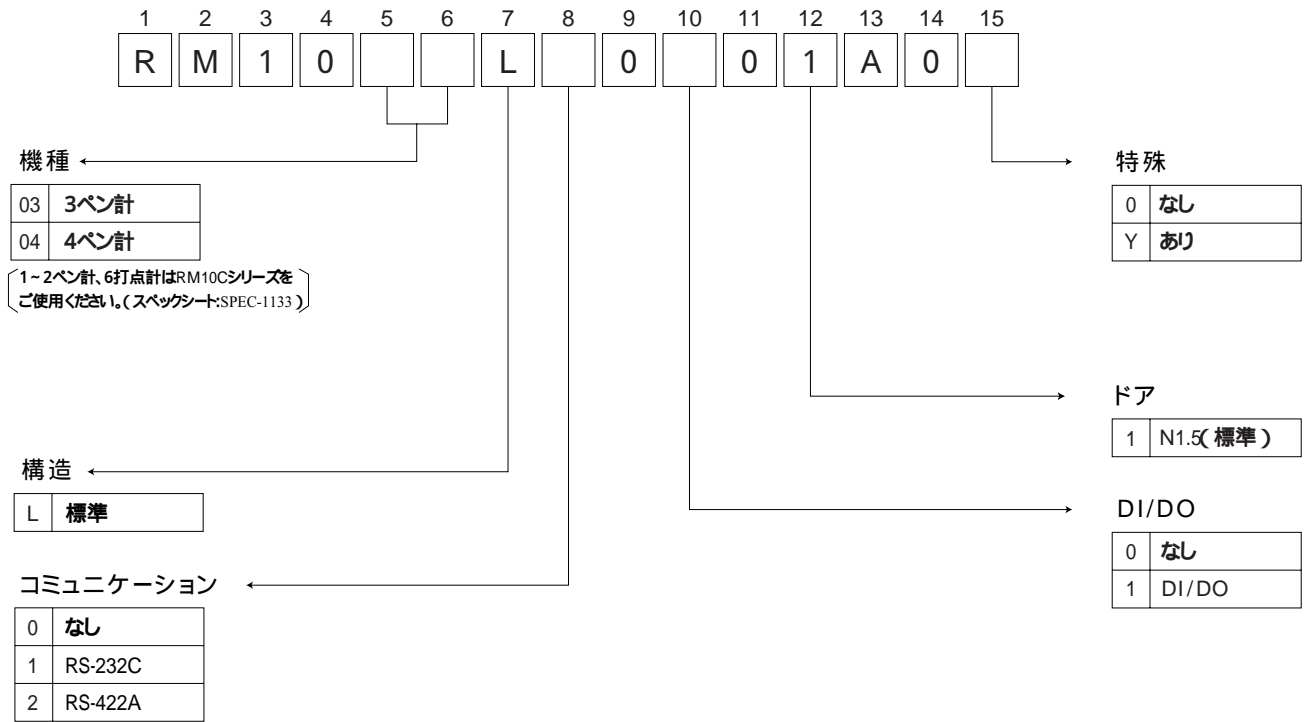 1 2 3 4 5 6 7 8 9 10 11 12 13 14 15
R M 1 0 L 0 0 1 A 0
機種
03 3ペン計
04 4ペン計
1~2ペン計、6打点計はRM10Cシリーズを
ご使用ください。(スペックシート:SPEC-1133)
構造
L 標準
コミュニケーション
0 なし
1 RS-232C
2 RS-422A
特殊
0 なし
Y あり
ドア
1 N1.5(標準)
DI/DO
0 なし
1 DI/DO